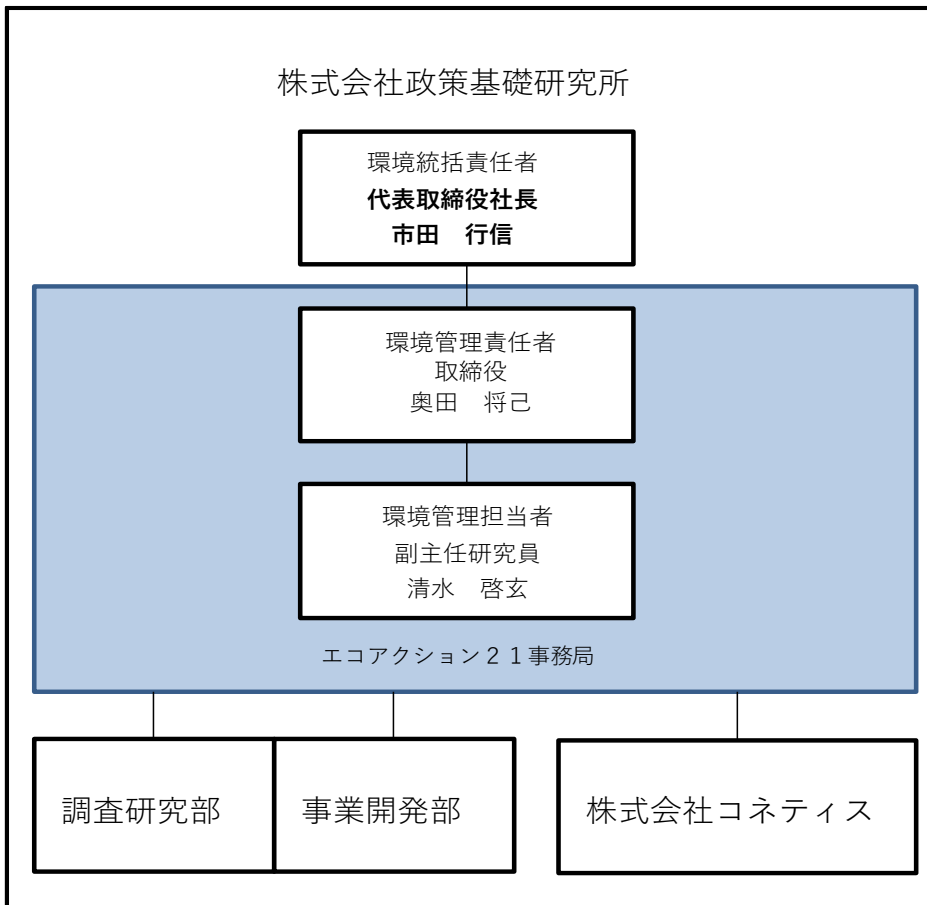 株式会社政策基礎研究所
環境統括責任者
代表取締役社長
市田　行信
環境管理責任者
取締役
奥田　将己
環境管理担当者
副主任研究員
清水　啓玄
エコアクション２１事務局
調査研究部
事業開発部
株式会社コネティス